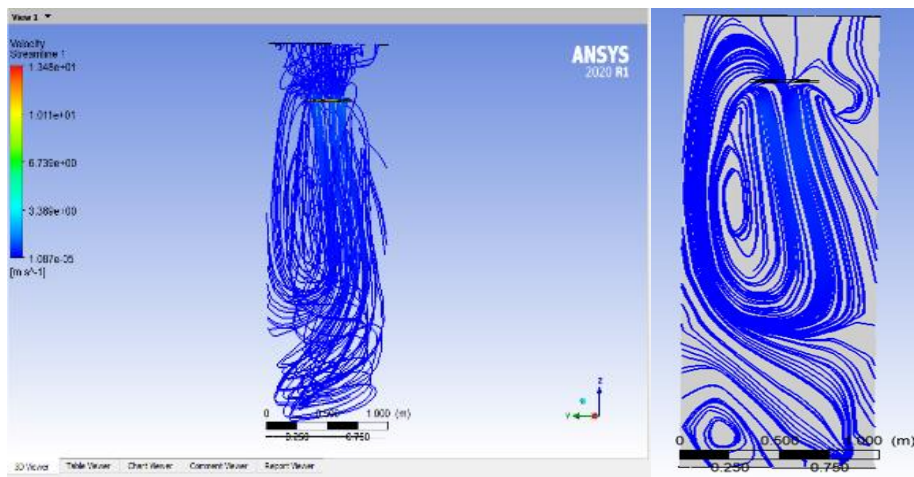 View 1
Velocity
Streamline 1
1.348e+01
1.011e+01
6.739e+00
3.369e+00
1.087e-05
[m s^-1]
ANSYS
2020 R1
0 0.500 1.000 (m)
0.250 0.750
Z
Y
3D Viewer Table Viewer Chart Viewer Comment Viewer Report Viewer
0 0.500 1.000 (m)
0.250 0.750